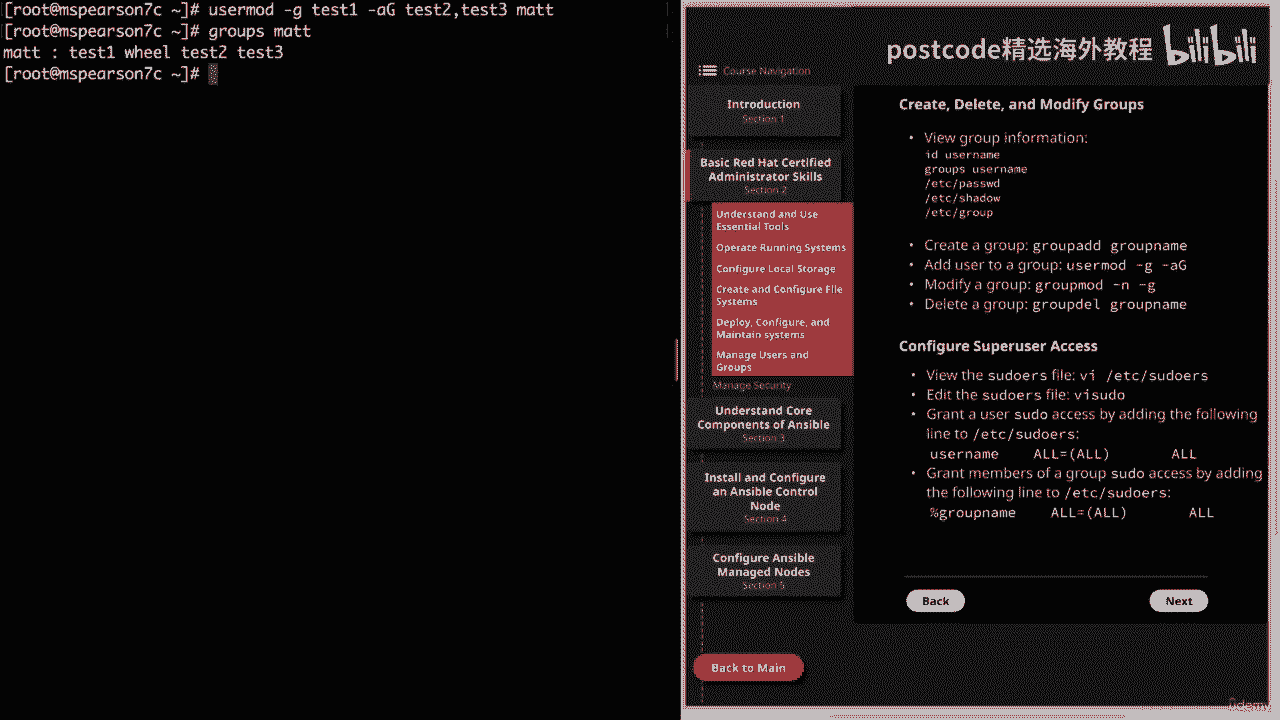 [root@mspearson7c ~]# usermod -g test1 -aG test2,test3 matt
[root@mspearson7c ~]# groups matt
matt : test1 wheel test2 test3
[root@mspearson7c ~]#
postcode精选海外教程 bilibili
Course Navigation
Introduction
Section 1
Basic Red Hat Certified
Administrator Skills
Section 2
Understand and Use
Essential Tools
Operate Running Systems
Configure Local Storage
Create and Configure File
Systems
Deploy, Configure, and
Maintain systems
Manage Users and
Groups
Manage Security
Understand Core
Components of Ansible
Section 3
Install and Configure
an Ansible Control
Node
Section 4
Configure Ansible
Managed Nodes
Section 5
Back to Main
Create, Delete, and Modify Groups
• View group information:
id username
groups username
/etc/passwd
/etc/shadow
/etc/group
• Create a group: groupadd groupname
• Add user to a group: usermod -g -aG
• Modify a group: groupmod -n -g
• Delete a group: groupdel groupname
Configure Superuser Access
• View the sudoers file: vi /etc/sudoers
• Edit the sudoers file: visudo
• Grant a user sudo access by adding the following
line to /etc/sudoers:
username ALL=(ALL) ALL
• Grant members of a group sudo access by adding
the following line to /etc/sudoers:
%groupname ALL=(ALL) ALL
Back
Next
Udemy